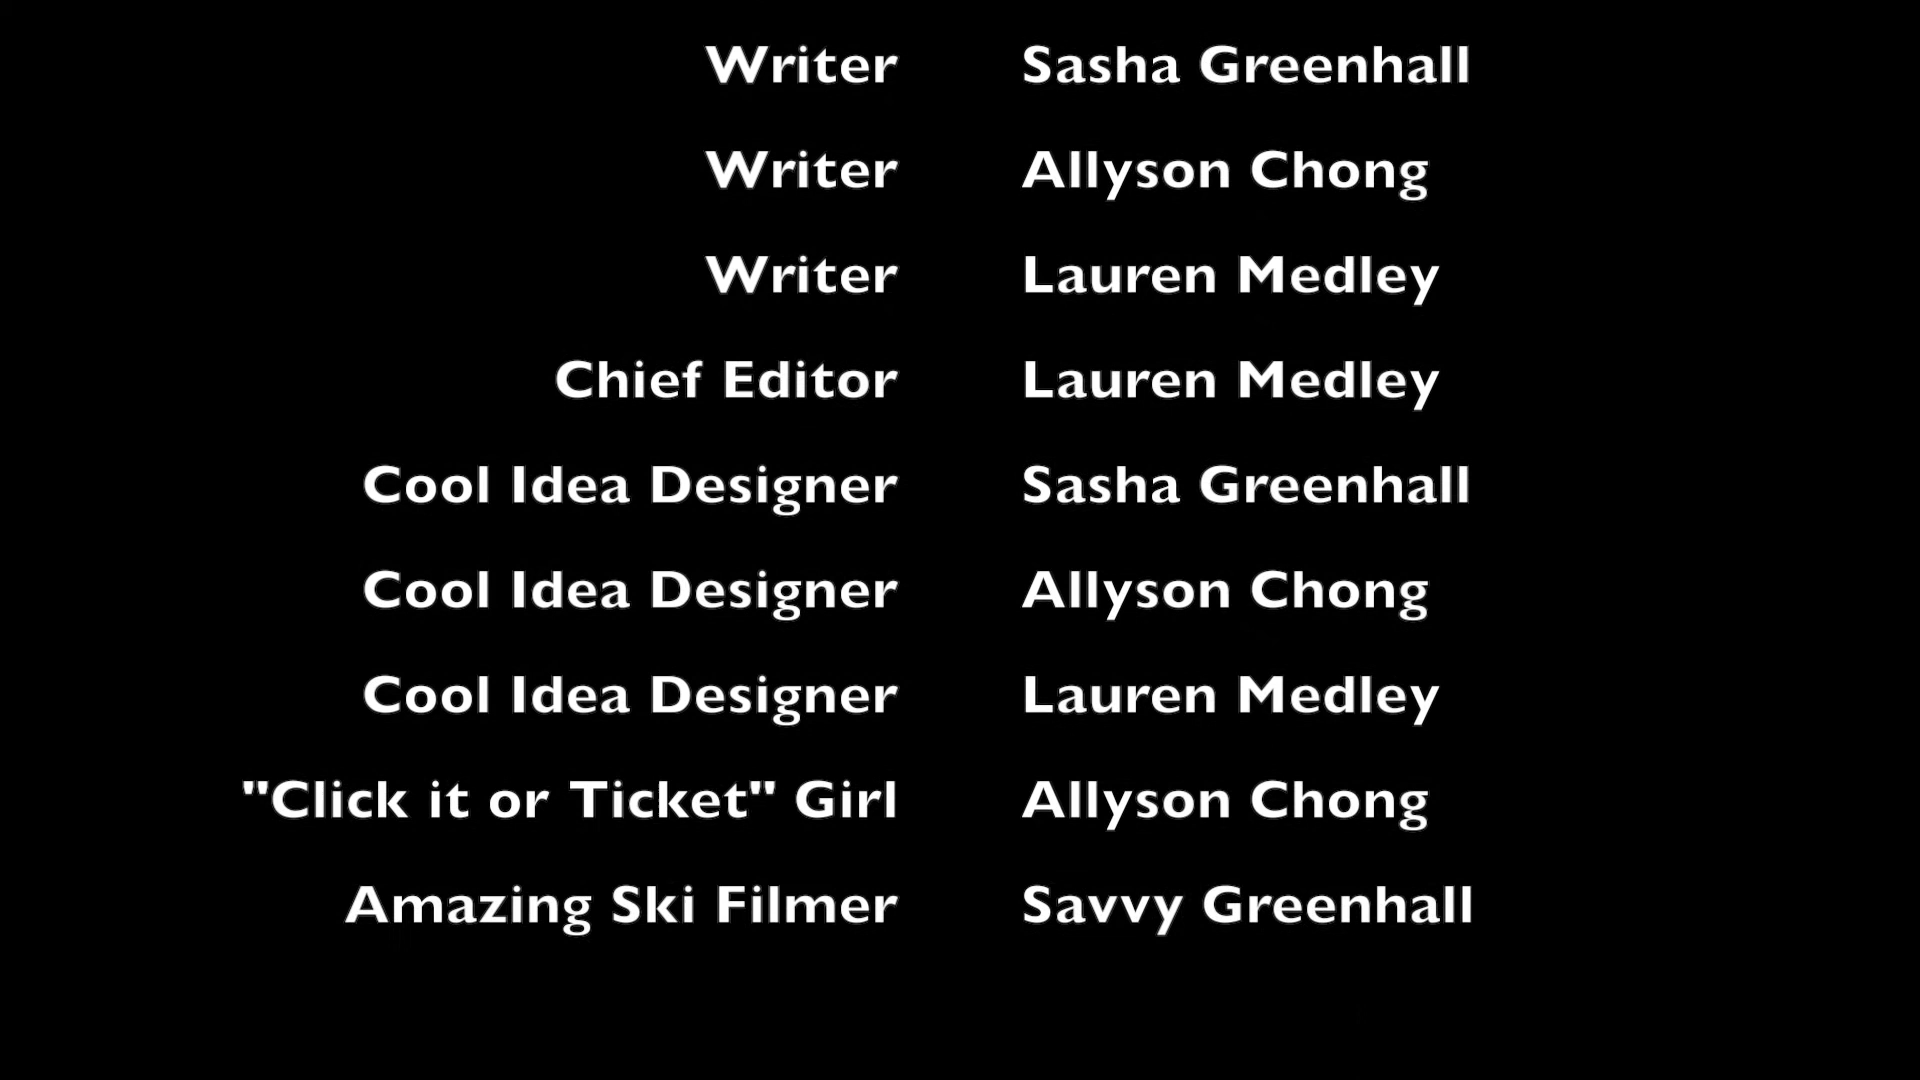 Writer Sasha Greenhall
Writer Allyson Chong
Writer Lauren Medley
Chief Editor Lauren Medley
Cool Idea Designer Sasha Greenhall
Cool Idea Designer Allyson Chong
Cool Idea Designer Lauren Medley
"Click it or Ticket" Girl Allyson Chong
Amazing Ski Filmer Savvy Greenhall